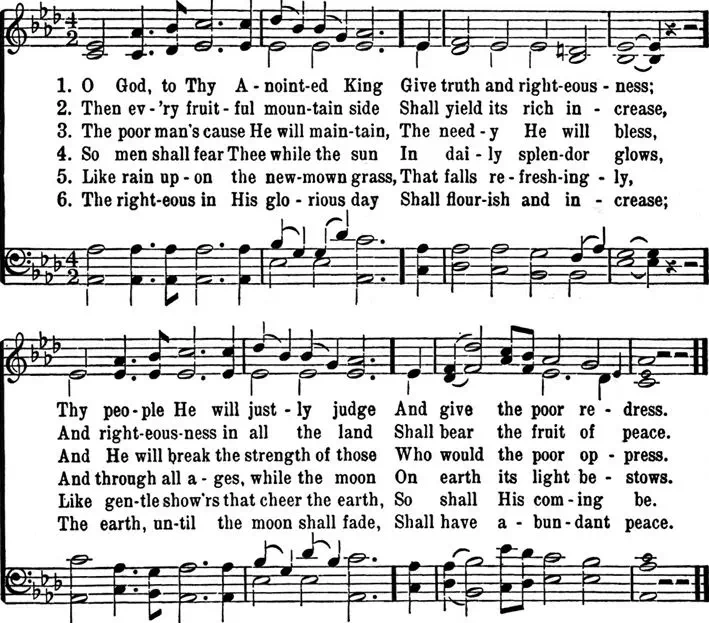 4
2
1. O God, to Thy A - noint-ed King Give truth and right-eous - ness;
2. Then ev-'ry fruit - ful moun-tain side Shall yield its rich in - crease,
3. The poor man's cause He will main-tain, The need-y He will bless,
4. So men shall fear Thee while the sun In dai - ly splen-dor glows,
5. Like rain up - on the new-mown grass, That falls re - fresh-ing - ly,
6. The right-eous in His glo - rious day Shall flour-ish and in - crease;
4
2
Thy peo-ple He will just - ly judge And give the poor re - dress.
And right-eous-ness in all the land Shall bear the fruit of peace.
And He will break the strength of those Who would the poor op - press.
And through all a - ges, while the moon On earth its light be - stows.
Like gen-tle show'rs that cheer the earth, So shall His com-ing be.
The earth, un-til the moon shall fade, Shall have a - bun-dant peace.